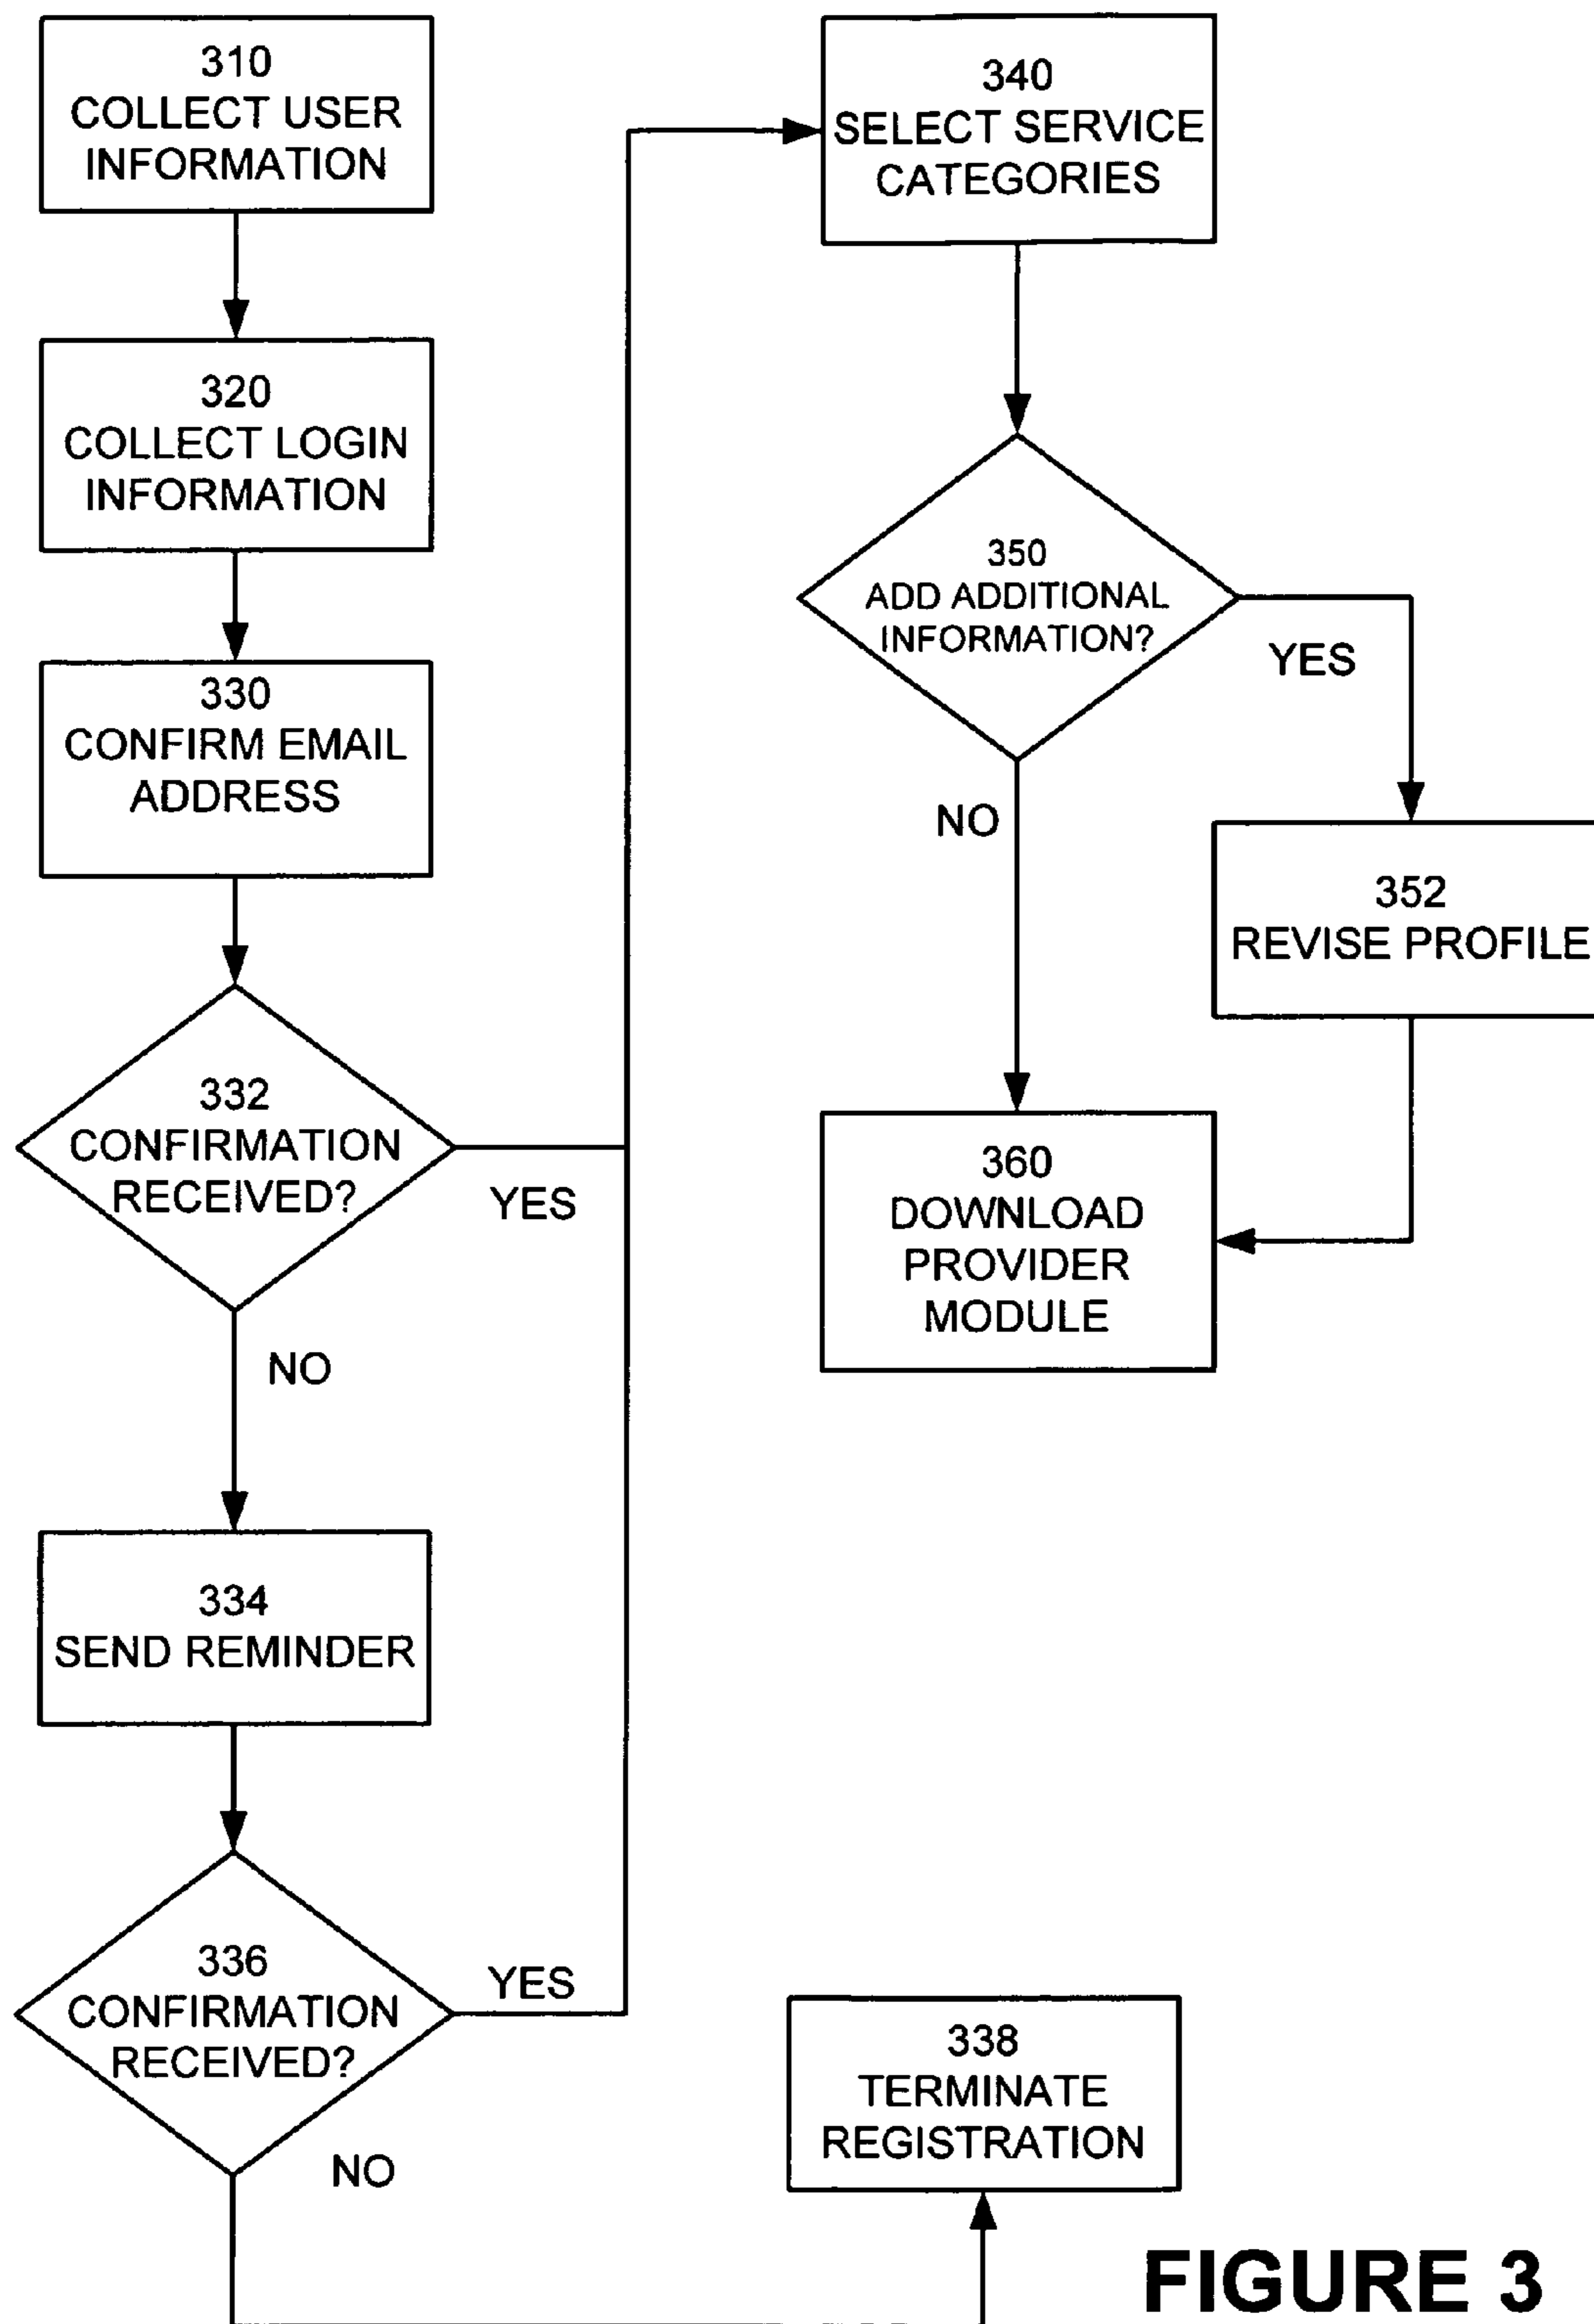 310
COLLECT USER
INFORMATION
320
COLLECT LOGIN
INFORMATION
330
CONFIRM EMAIL
ADDRESS
332
CONFIRMATION
RECEIVED?
YES
NO
334
SEND REMINDER
336
CONFIRMATION
RECEIVED?
YES
NO
338
TERMINATE
REGISTRATION
340
SELECT SERVICE
CATEGORIES
350
ADD ADDITIONAL
INFORMATION?
YES
NO
352
REVISE PROFILE
360
DOWNLOAD
PROVIDER
MODULE
FIGURE 3